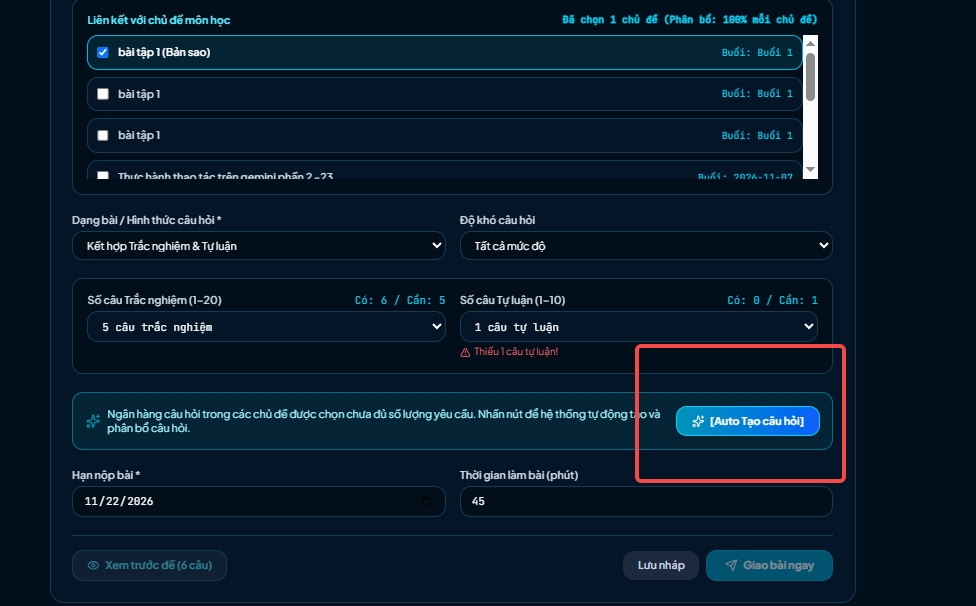 Liên kết với chủ đề môn học
Đã chọn 1 chủ đề (Phân bổ: 100% mỗi chủ đề)
bài tập 1 (Bản sao)
Buổi: Buổi 1
bài tập 1
Buổi: Buổi 1
bài tập 1
Buổi: Buổi 1
Thực hành thao tác trên gemini phần 2 -23
Buổi: 2026-11-07
Dạng bài / Hình thức câu hỏi *
Độ khó câu hỏi
Kết hợp Trắc nghiệm & Tự luận
Tất cả mức độ
Số câu Trắc nghiệm (1–20)
Có: 6 / Cần: 5
Số câu Tự luận (1–10)
Có: 0 / Cần: 1
5 câu trắc nghiệm
1 câu tự luận
Thiếu 1 câu tự luận!
Ngân hàng câu hỏi trong các chủ đề được chọn chưa đủ số lượng yêu cầu. Nhấn nút để hệ thống tự động tạo và
phân bổ câu hỏi.
[Auto Tạo câu hỏi]
Hạn nộp bài *
Thời gian làm bài (phút)
11/22/2026
45
Xem trước đề (6 câu)
Lưu nháp
Giao bài ngay